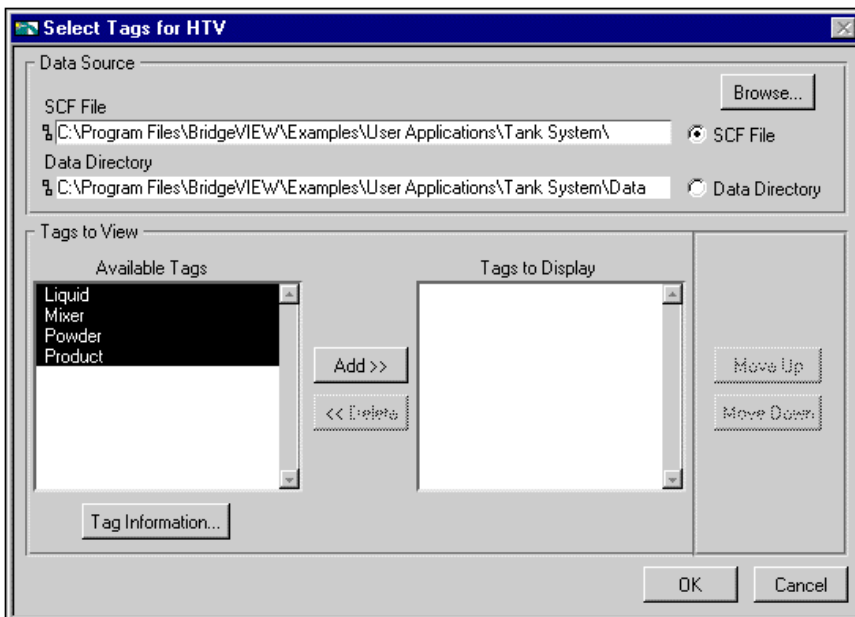 Select Tags for HTV
Data Source
Browse...
SCF File
C:\Program Files\BridgeVIEW\Examples\User Applications\Tank System\
SCF File
Data Directory
C:\Program Files\BridgeVIEW\Examples\User Applications\Tank System\Data
Data Directory
Tags to View
Available Tags
Tags to Display
Liquid
Mixer
Powder
Product
Add >>
<< Delete
Move Up
Move Down
Tag Information...
OK
Cancel